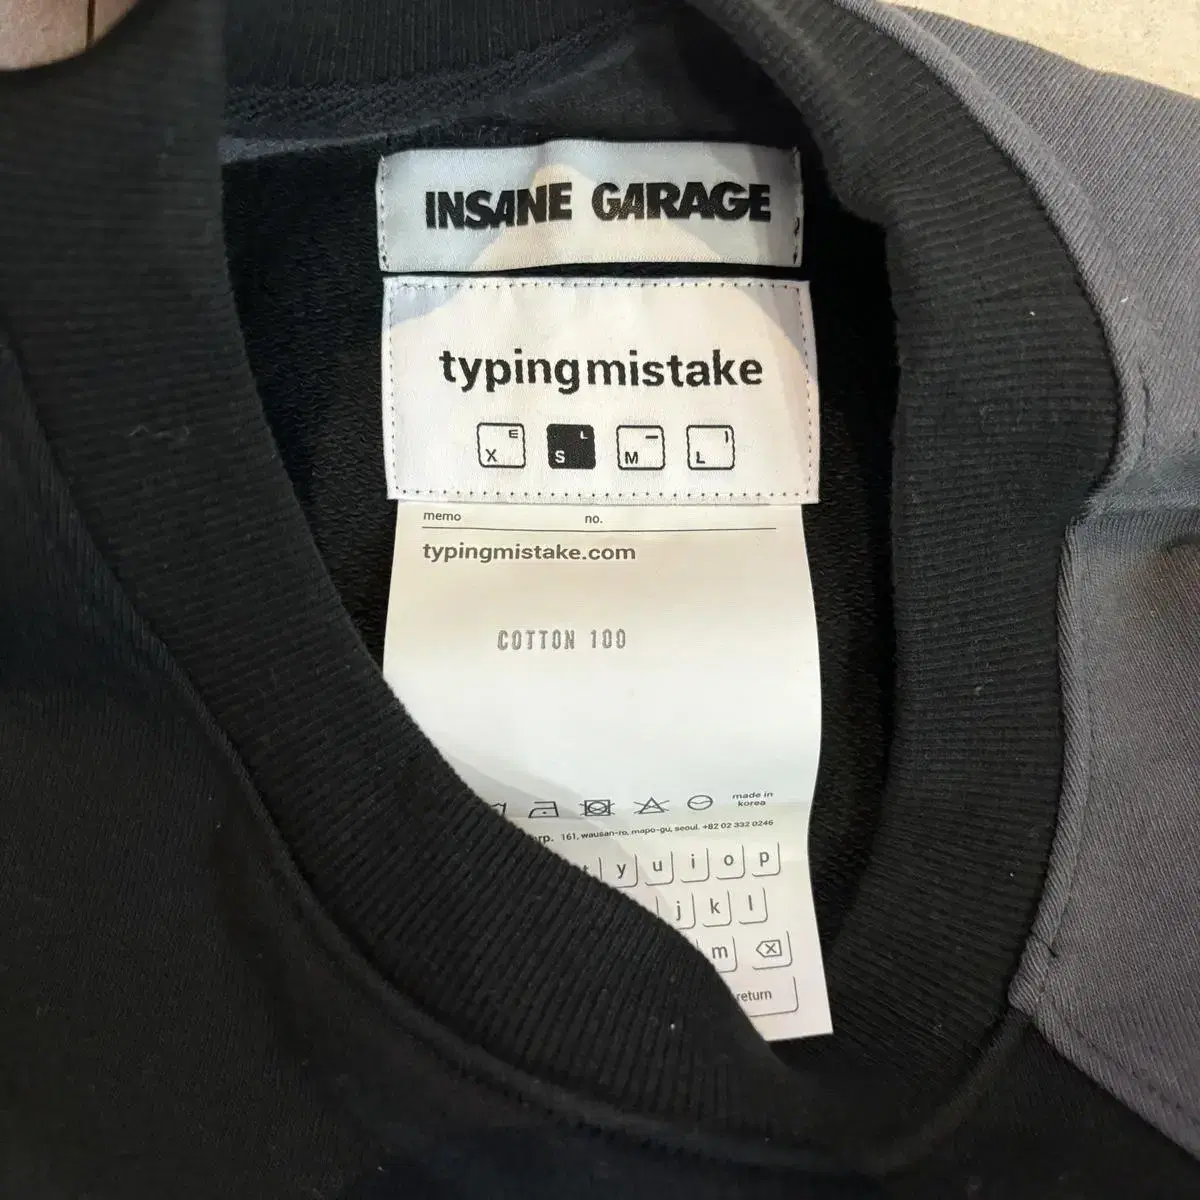 INSANE GARAGE
typingmistake
X E S L M ㅡ L ㅣ
memo no.
typingmistake.com
COTTON 100
made in
korea
161, wausan-ro, mapo-gu, seoul. +82 02 332 0246
y u i o p
j k l
m
return